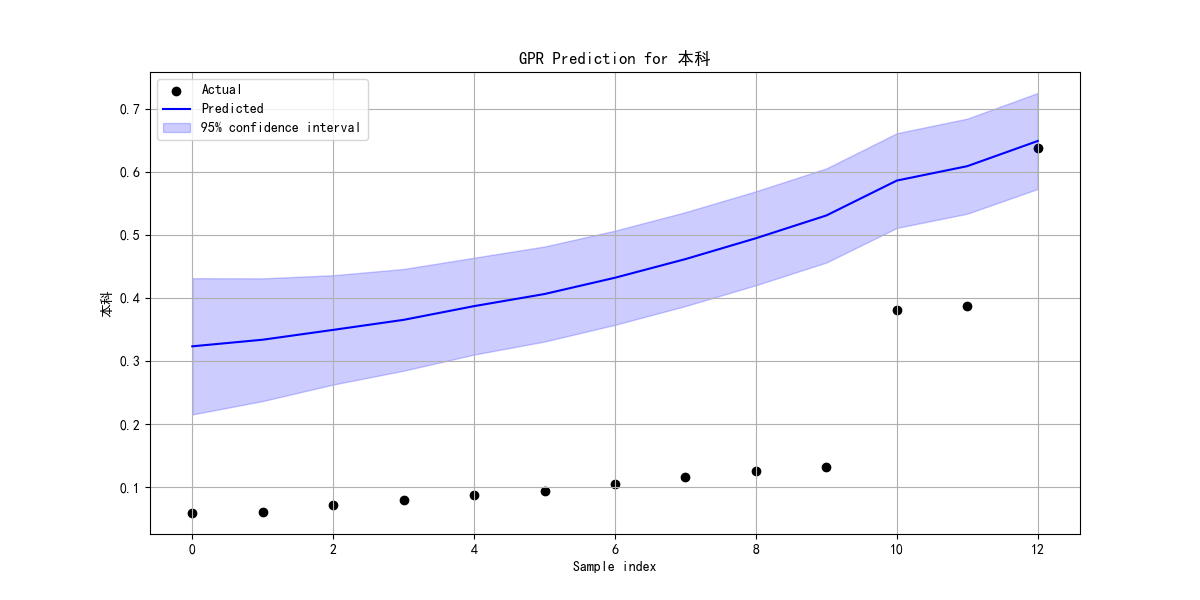 GPR Prediction for 本科
Actual
Predicted
95% confidence interval
本科
0.7
0.6
0.5
0.4
0.3
0.2
0.1
0 2 4 6 8 10 12
Sample index